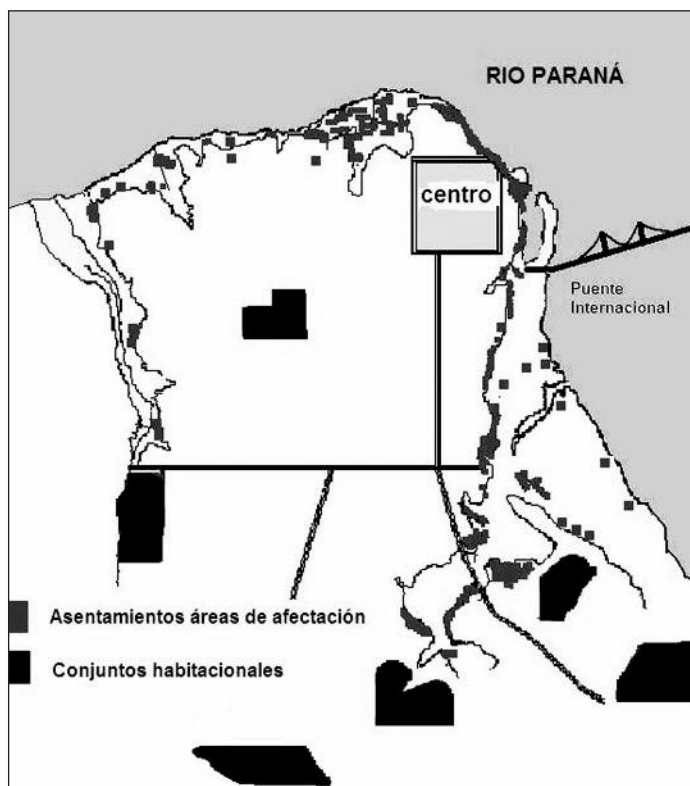 RIO PARANÁ
centro
Puente
Internacional
Asentamientos áreas de afectación
Conjuntos habitacionales